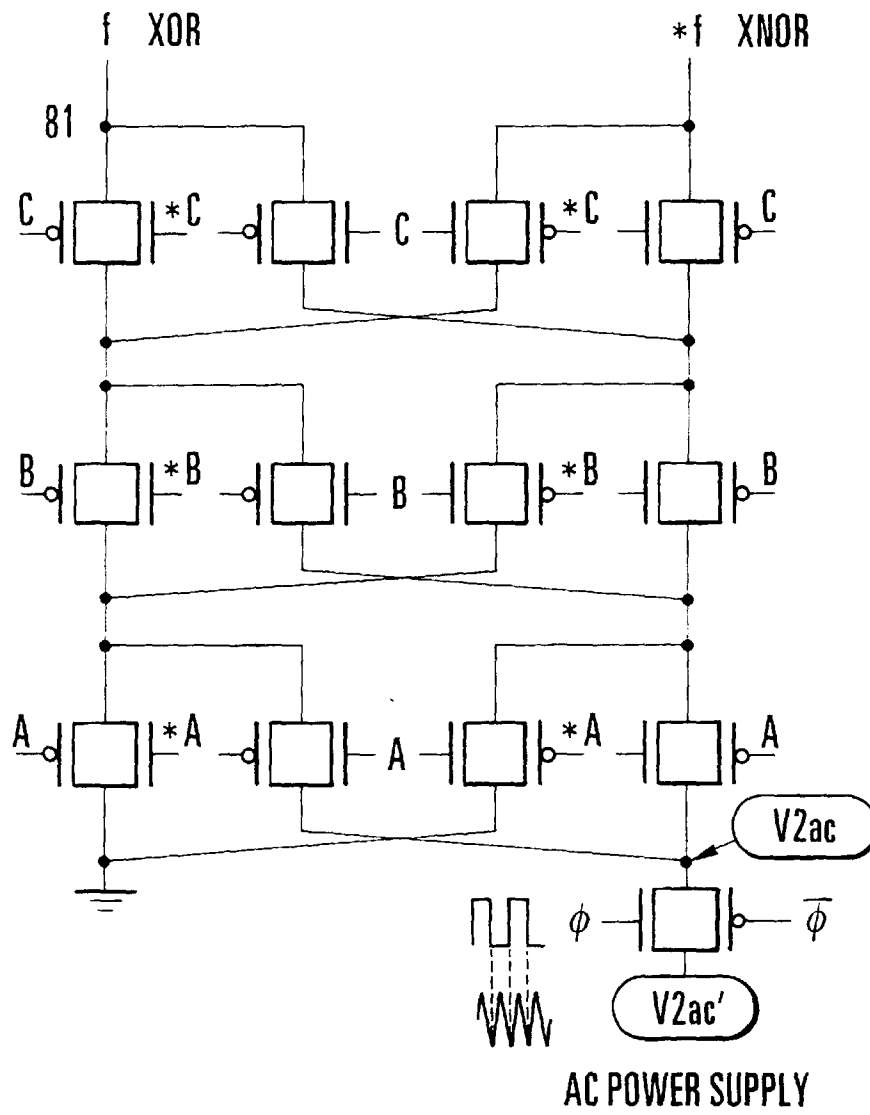 f XOR *f XNOR
81
C *C C *C C
B *B B *B B
A *A A *A A
V2ac
ϕ ϕ̅
V2ac′
AC POWER SUPPLY